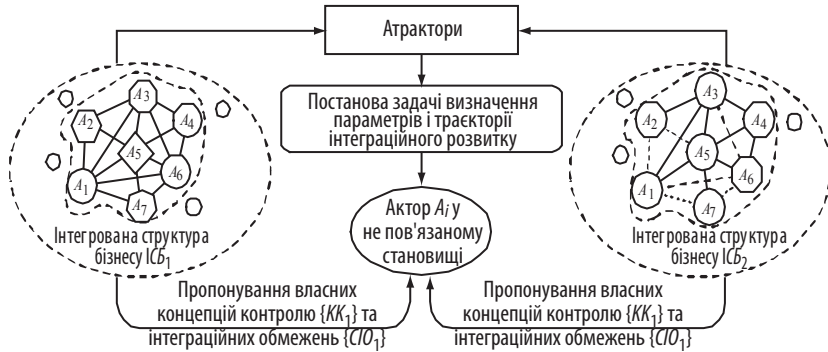 Атрактори
A3
A2
A4
A5
A1
A6
A7
Інтегрована структура
бізнесу ІСБ1
Постанова задачі визначення
параметрів і траєкторії
інтеграційного розвитку
Актор Ai у
не пов'язаному
становищі
A3
A2
A4
A5
A1
A6
A7
Інтегрована структура
бізнесу ІСБ2
Пропонування власних
концепцій контролю {KK1} та
інтеграційних обмежень {CIO1}
Пропонування власних
концепцій контролю {KK1} та
інтеграційних обмежень {CIO1}